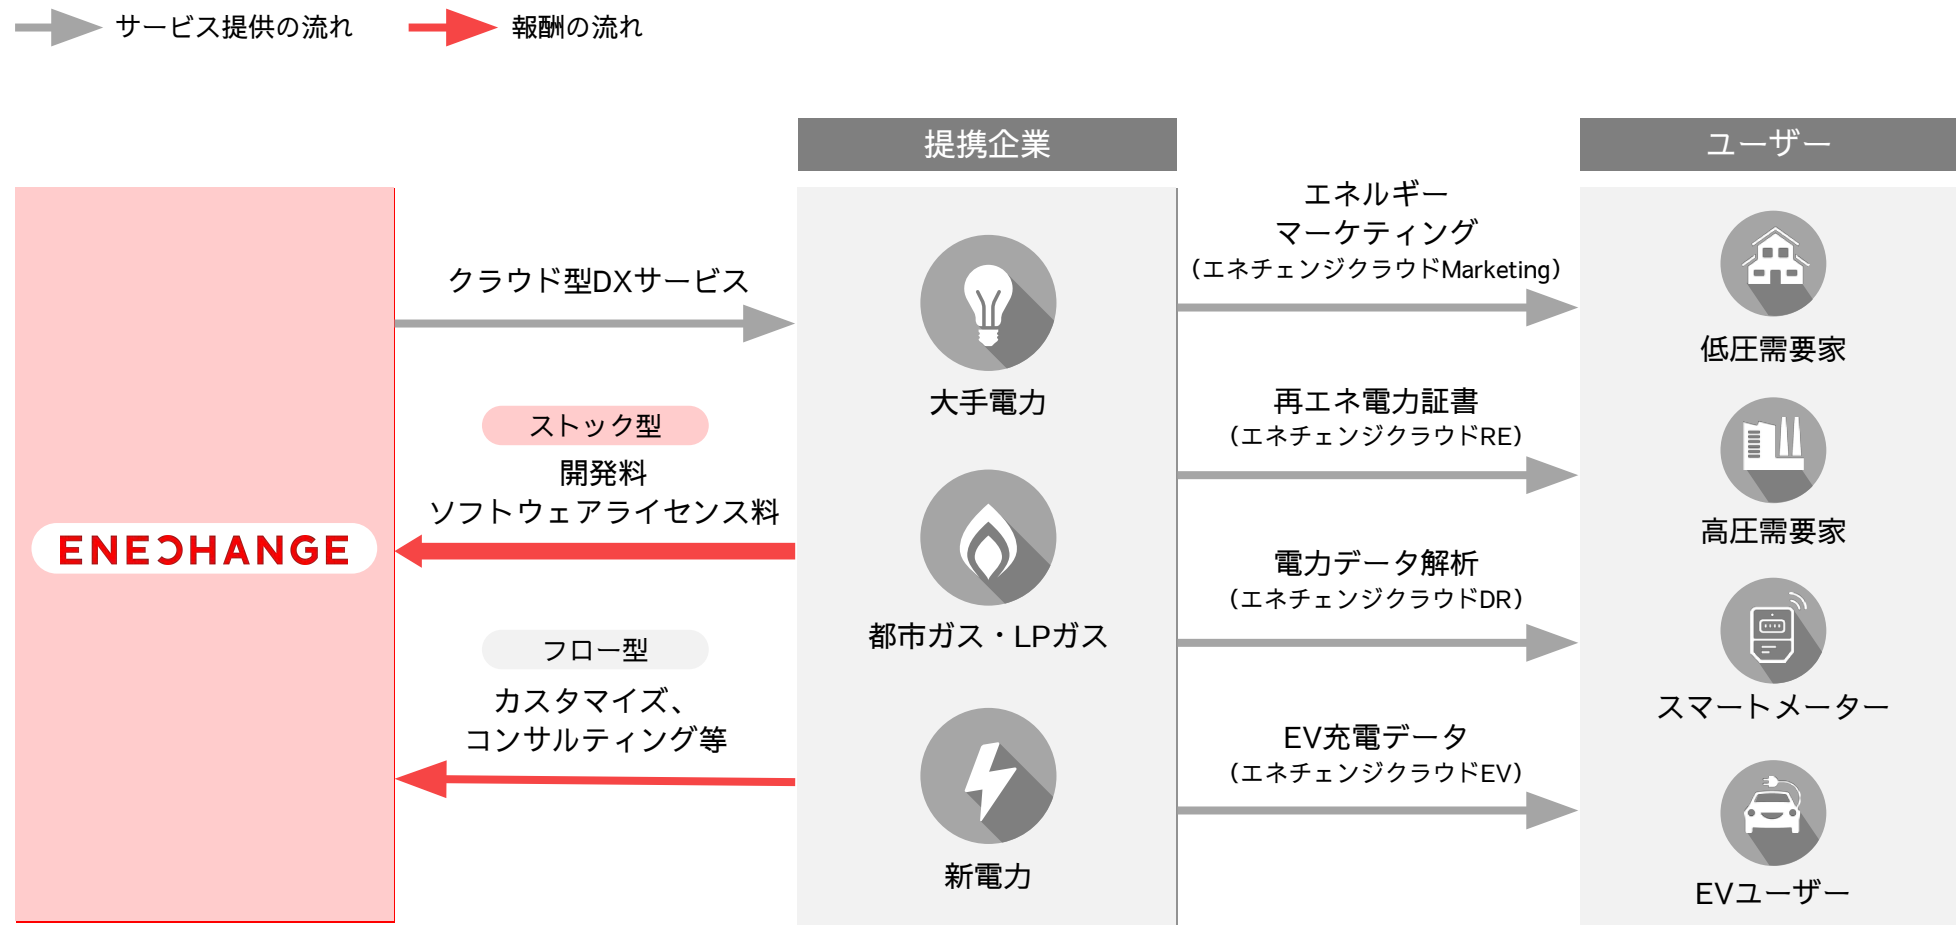 サービス提供の流れ
報酬の流れ
提携企業
ユーザー
ENECHANGE
クラウド型DXサービス
ストック型
開発料
ソフトウェアライセンス料
フロー型
カスタマイズ、
コンサルティング等
大手電力
都市ガス・LPガス
新電力
エネルギー
マーケティング
（エネチェンジクラウドMarketing）
再エネ電力証書
（エネチェンジクラウドRE）
電力データ解析
（エネチェンジクラウドDR）
EV充電データ
（エネチェンジクラウドEV）
低圧需要家
高圧需要家
スマートメーター
EVユーザー